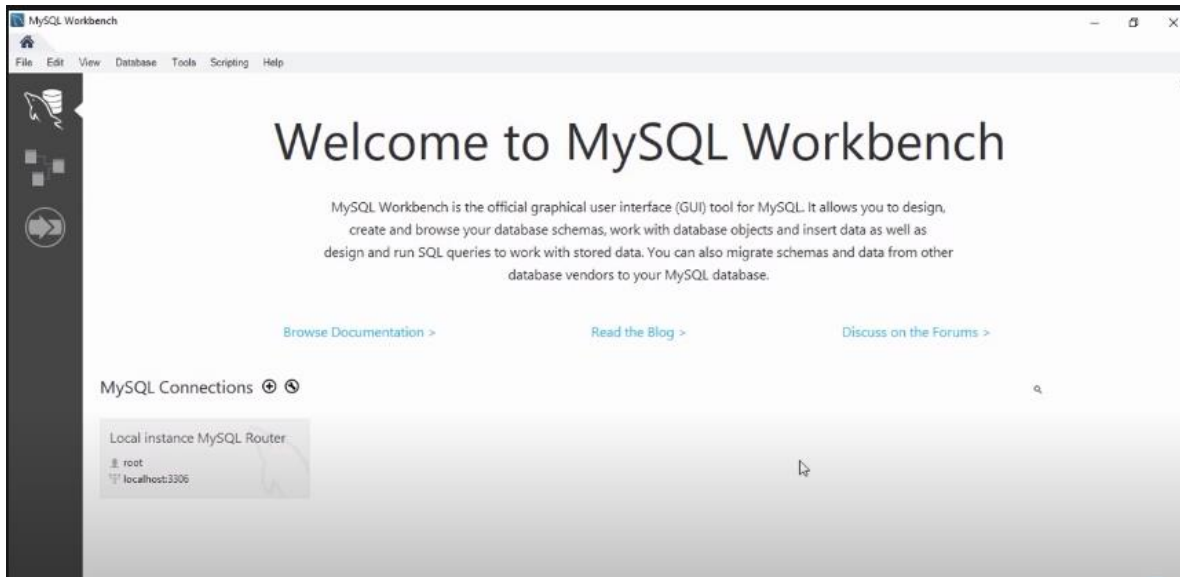 MySQL Workbench
File Edit View Database Tools Scripting Help
Welcome to MySQL Workbench
MySQL Workbench is the official graphical user interface (GUI) tool for MySQL. It allows you to design,
create and browse your database schemas, work with database objects and insert data as well as
design and run SQL queries to work with stored data. You can also migrate schemas and data from other
database vendors to your MySQL database.
Browse Documentation > Read the Blog > Discuss on the Forums >
MySQL Connections
Local instance MySQL Router
root
localhost:3306